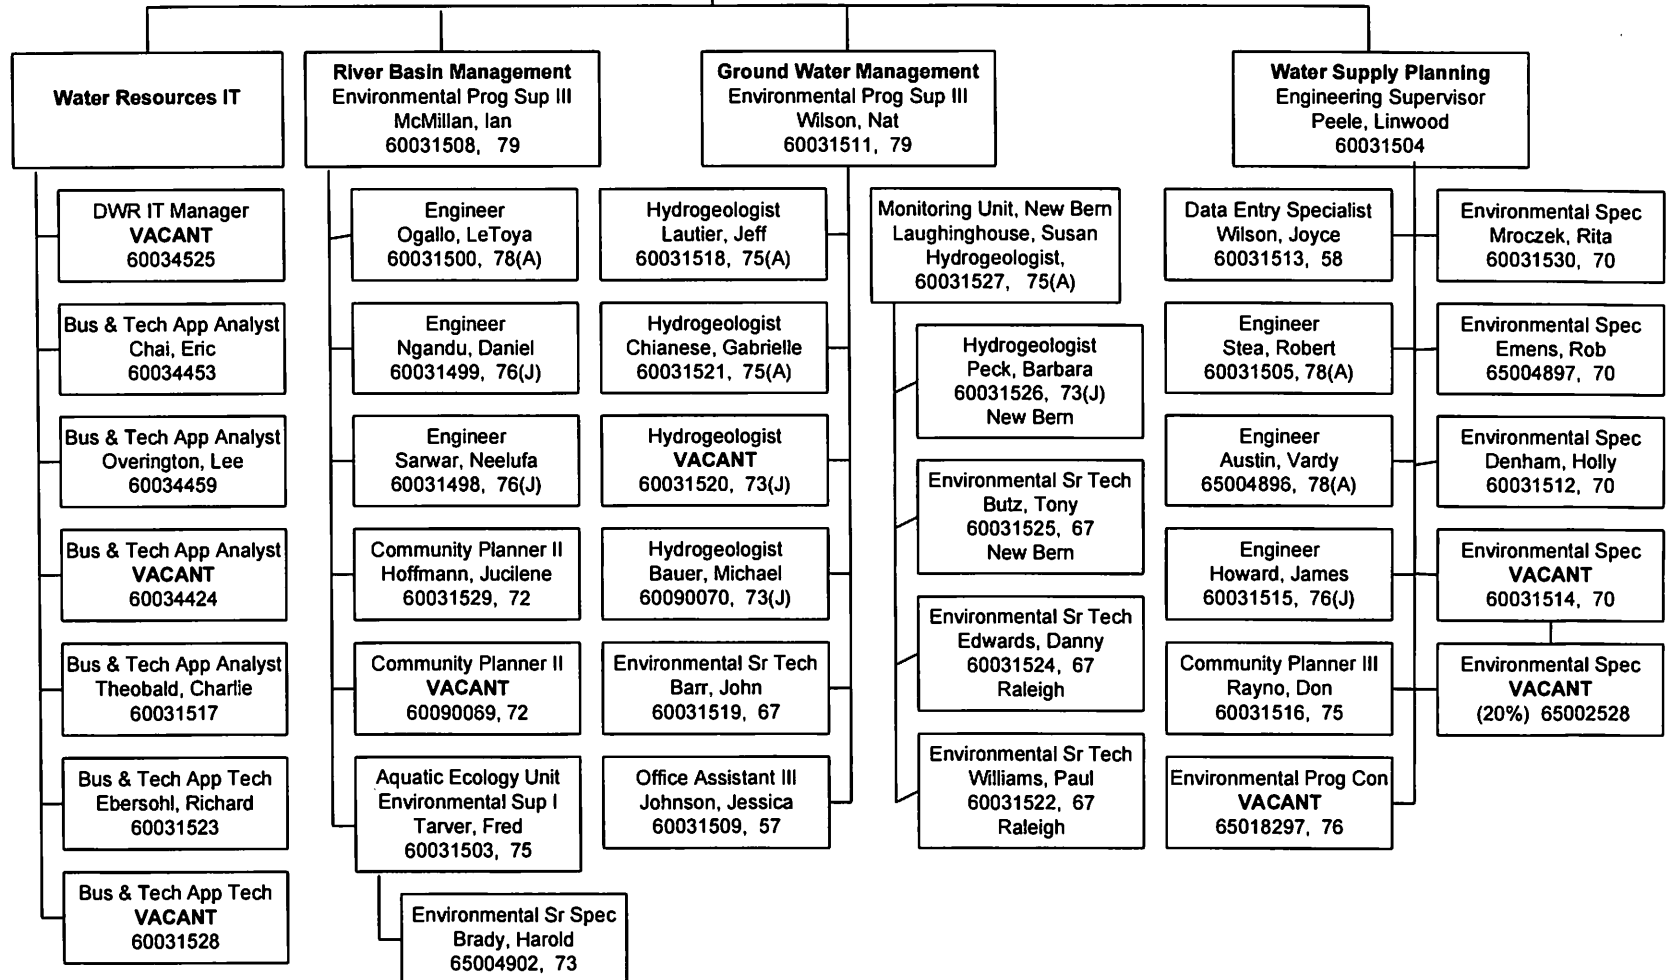 Water Resources IT
River Basin Management
Environmental Prog Sup III
McMillan, Ian
60031508, 79
Ground Water Management
Environmental Prog Sup III
Wilson, Nat
60031511, 79
Water Supply Planning
Engineering Supervisor
Peele, Linwood
60031504
DWR IT Manager
VACANT
60034525
Bus & Tech App Analyst
Chai, Eric
60034453
Bus & Tech App Analyst
Overington, Lee
60034459
Bus & Tech App Analyst
VACANT
60034424
Bus & Tech App Analyst
Theobald, Charlie
60031517
Bus & Tech App Tech
Ebersohl, Richard
60031523
Bus & Tech App Tech
VACANT
60031528
Engineer
Ogallo, LeToya
60031500, 78(A)
Engineer
Ngandu, Daniel
60031499, 76(J)
Engineer
Sarwar, Neelufa
60031498, 76(J)
Community Planner II
Hoffmann, Jucilene
60031529, 72
Community Planner II
VACANT
60090069, 72
Aquatic Ecology Unit
Environmental Sup I
Tarver, Fred
60031503, 75
Environmental Sr Spec
Brady, Harold
65004902, 73
Hydrogeologist
Lautier, Jeff
60031518, 75(A)
Hydrogeologist
Chianese, Gabrielle
60031521, 75(A)
Hydrogeologist
VACANT
60031520, 73(J)
Hydrogeologist
Bauer, Michael
60090070, 73(J)
Environmental Sr Tech
Barr, John
60031519, 67
Office Assistant III
Johnson, Jessica
60031509, 57
Monitoring Unit, New Bern
Laughinghouse, Susan
Hydrogeologist,
60031527, 75(A)
Hydrogeologist
Peck, Barbara
60031526, 73(J)
New Bern
Environmental Sr Tech
Butz, Tony
60031525, 67
New Bern
Environmental Sr Tech
Edwards, Danny
60031524, 67
Raleigh
Environmental Sr Tech
Williams, Paul
60031522, 67
Raleigh
Data Entry Specialist
Wilson, Joyce
60031513, 58
Engineer
Stea, Robert
60031505, 78(A)
Engineer
Austin, Vardy
65004896, 78(A)
Engineer
Howard, James
60031515, 76(J)
Community Planner III
Rayno, Don
60031516, 75
Environmental Prog Con
VACANT
65018297, 76
Environmental Spec
Mroczek, Rita
60031530, 70
Environmental Spec
Emens, Rob
65004897, 70
Environmental Spec
Denham, Holly
60031512, 70
Environmental Spec
VACANT
60031514, 70
Environmental Spec
VACANT
(20%) 65002528